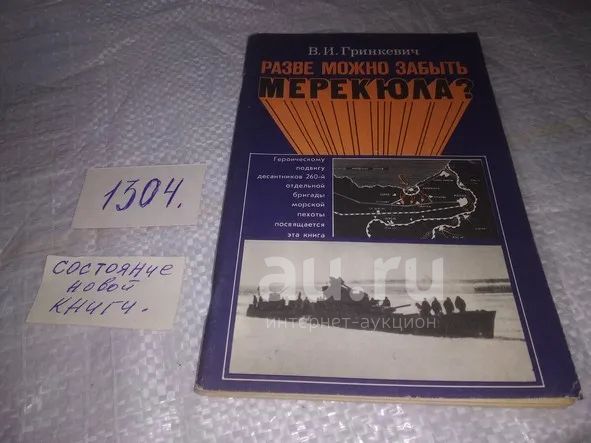 В. И. Гринкевич
РАЗВЕ МОЖНО ЗАБЫТЬ
МЕРЕКЮЛА?
Героическому
подвигу
десантников 260-й
отдельной
бригады
морской
пехоты
посвящается
эта книга
1304.
состояние
новой
книги.
au.ru
интернет-аукцион